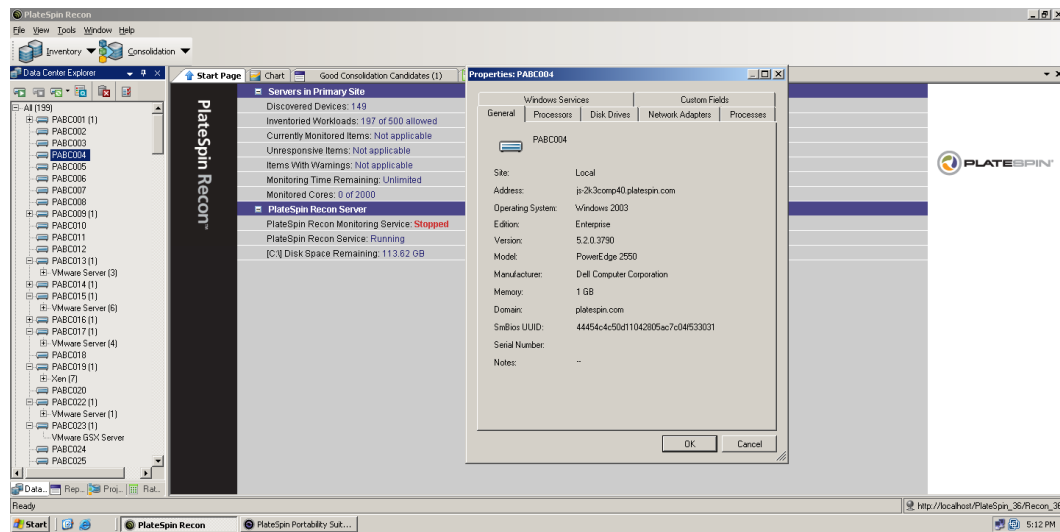 PlateSpin Recon
File View Tools Window Help
Inventory Consolidation
Data Center Explorer
Start Page Chart Good Consolidation Candidates (1)
All (199)
PABC001 (1)
PABC002
PABC003
PABC004
PABC005
PABC006
PABC007
PABC008
PABC009 (1)
PABC010
PABC011
PABC012
PABC013 (1)
VMware Server (3)
PABC014 (1)
PABC015 (1)
VMware Server (6)
PABC016 (1)
PABC017 (1)
VMware Server (4)
PABC018
PABC019 (1)
Xen (7)
PABC020
PABC022 (1)
VMware Server (1)
PABC023 (1)
VMware GSX Server
PABC024
PABC025
Data... Rep... Proj... Rat...
PlateSpin Recon™
Servers in Primary Site
Discovered Devices: 149
Inventoried Workloads: 197 of 500 allowed
Currently Monitored Items: Not applicable
Unresponsive Items: Not applicable
Items With Warnings: Not applicable
Monitoring Time Remaining: Unlimited
Monitored Cores: 0 of 2000
PlateSpin Recon Server
PlateSpin Recon Monitoring Service: Stopped
PlateSpin Recon Service: Running
[C:\] Disk Space Remaining: 113.62 GB
Properties: PABC004
Windows Services Custom Fields
General Processors Disk Drives Network Adapters Processes
PABC004
Site: Local
Address: js-2k3comp40.platespin.com
Operating System: Windows 2003
Edition: Enterprise
Version: 5.2.0.3790
Model: PowerEdge 2550
Manufacturer: Dell Computer Corporation
Memory: 1 GB
Domain: platespin.com
SmBios UUID: 44454c4c50d11042805ac7c04f533031
Serial Number:
Notes: --
OK Cancel
PLATESPIN
Ready
http://localhost/PlateSpin_36/Recon_36
Start PlateSpin Recon PlateSpin Portability Suit... 5:12 PM